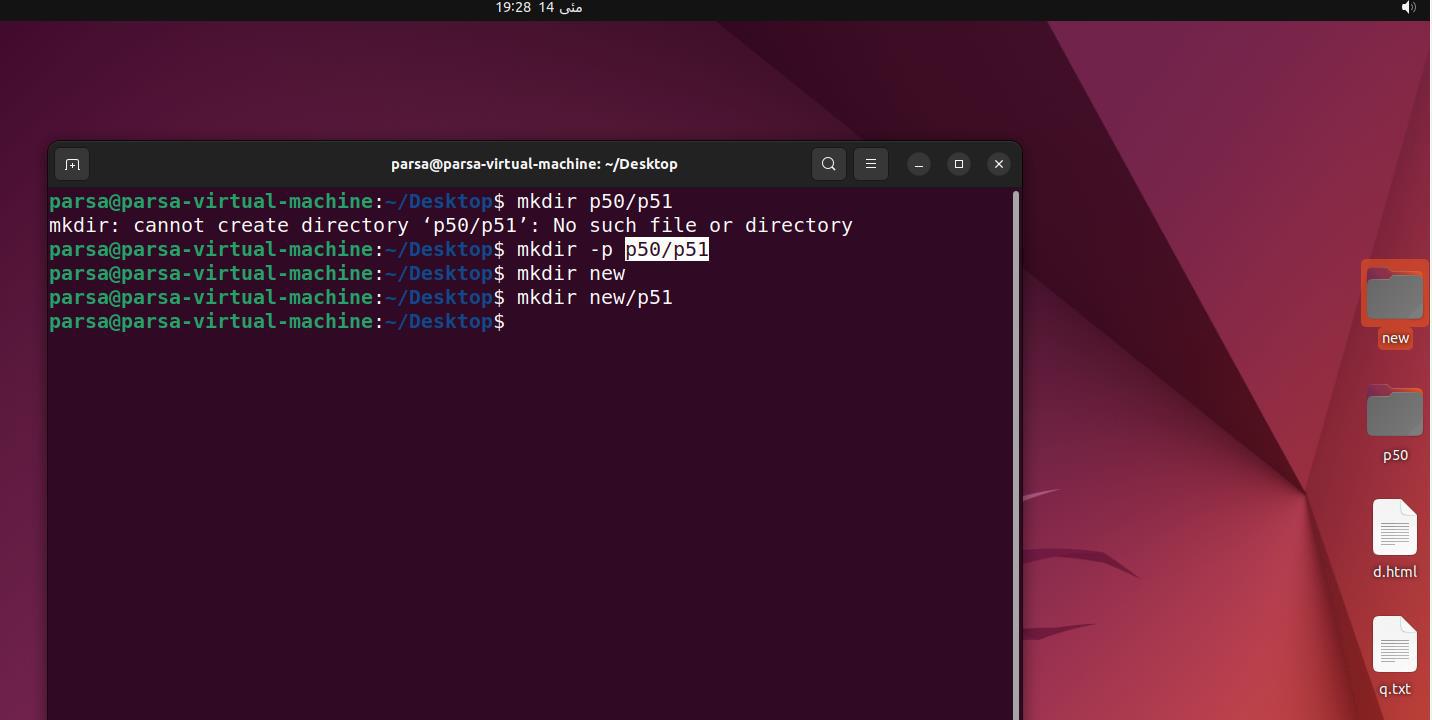 مئی 14  19:28
parsa@parsa-virtual-machine: ~/Desktop
parsa@parsa-virtual-machine:~/Desktop$ mkdir p50/p51
mkdir: cannot create directory ‘p50/p51’: No such file or directory
parsa@parsa-virtual-machine:~/Desktop$ mkdir -p p50/p51
parsa@parsa-virtual-machine:~/Desktop$ mkdir new
parsa@parsa-virtual-machine:~/Desktop$ mkdir new/p51
parsa@parsa-virtual-machine:~/Desktop$
new
p50
d.html
q.txt